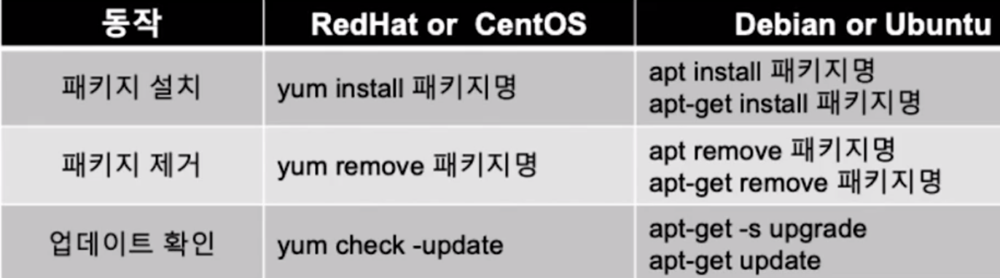 동작 RedHat or CentOS Debian or Ubuntu
패키지 설치 yum install 패키지명 apt install 패키지명
apt-get install 패키지명
패키지 제거 yum remove 패키지명 apt remove 패키지명
apt-get remove 패키지명
업데이트 확인 yum check -update apt-get -s upgrade
apt-get update